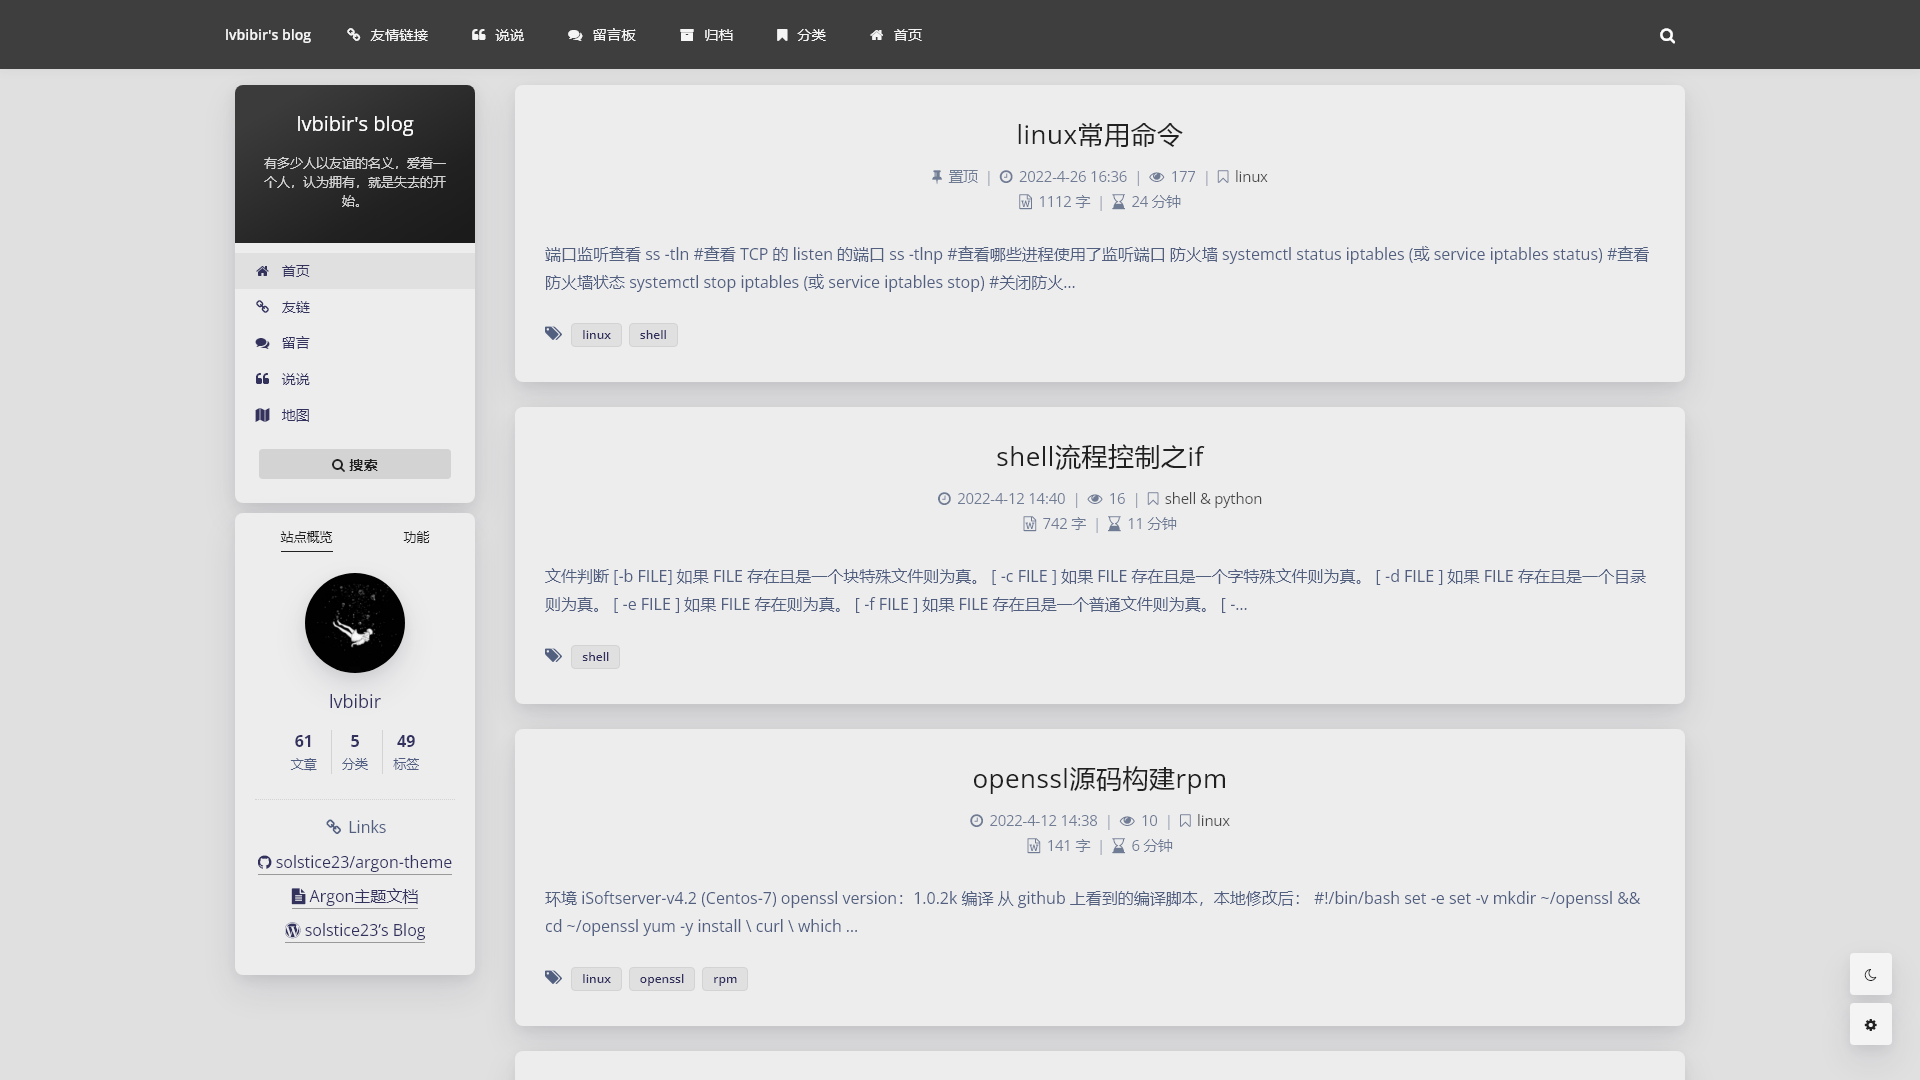 lvbibir's blog 友情链接 说说 留言板 归档 分类 首页
lvbibir's blog
有多少人以友谊的名义，爱着一
个人，认为拥有，就是失去的开
始。
首页
友链
留言
说说
地图
搜索
站点概览 功能
lvbibir
61 5 49
文章 分类 标签
Links
solstice23/argon-theme
Argon主题文档
solstice23’s Blog
linux常用命令
置顶 | 2022-4-26 16:36 | 177 | linux
1112 字 | 24 分钟
端口监听查看 ss -tln #查看 TCP 的 listen 的端口 ss -tlnp #查看哪些进程使用了监听端口 防火墙 systemctl status iptables (或 service iptables status) #查看
防火墙状态 systemctl stop iptables (或 service iptables stop) #关闭防火…
linux shell
shell流程控制之if
2022-4-12 14:40 | 16 | shell & python
742 字 | 11 分钟
文件判断 [-b FILE] 如果 FILE 存在且是一个块特殊文件则为真。 [ -c FILE ] 如果 FILE 存在且是一个字特殊文件则为真。 [ -d FILE ] 如果 FILE 存在且是一个目录
则为真。 [ -e FILE ] 如果 FILE 存在则为真。 [ -f FILE ] 如果 FILE 存在且是一个普通文件则为真。 [ -…
shell
openssl源码构建rpm
2022-4-12 14:38 | 10 | linux
141 字 | 6 分钟
环境 iSoftserver-v4.2 (Centos-7) openssl version：1.0.2k 编译 从 github 上看到的编译脚本，本地修改后： #!/bin/bash set -e set -v mkdir ~/openssl &&
cd ~/openssl yum -y install \ curl \ which …
linux openssl rpm